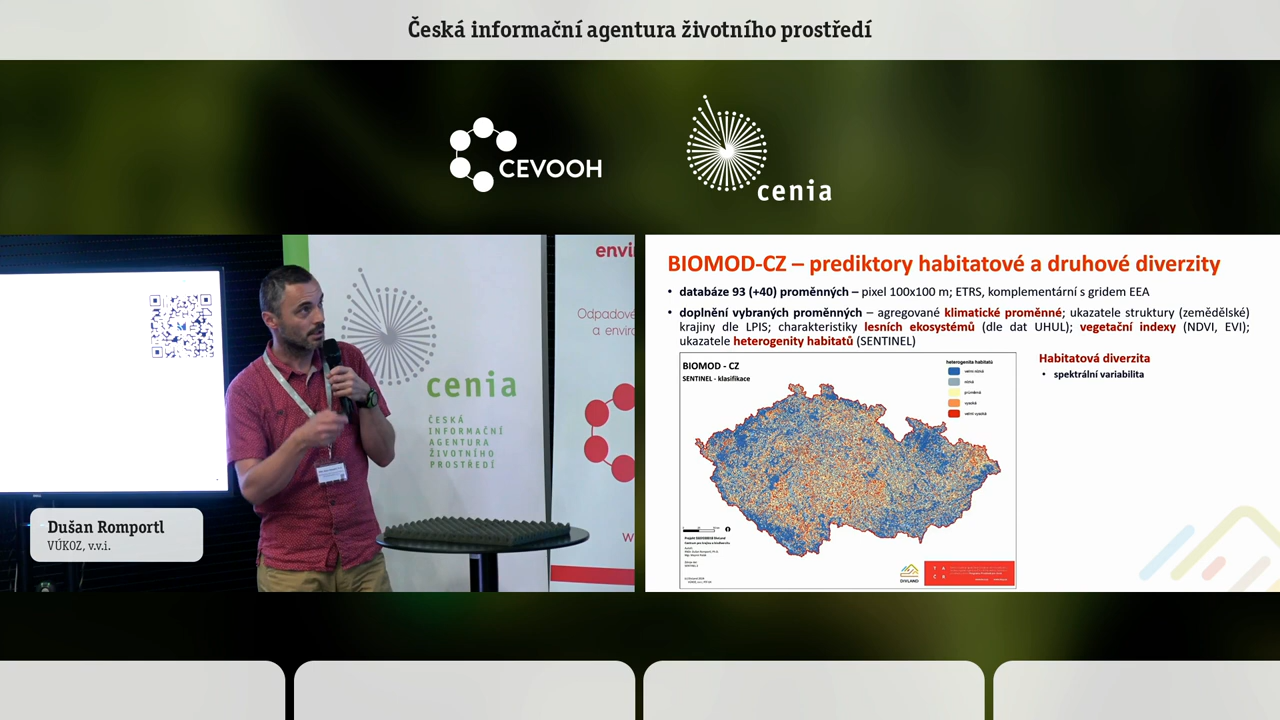 Česká informační agentura životního prostředí
CEVOOH
cenia
envi
Odpadové
a enviro
cenia
ČESKÁ
INFORMAČNÍ
AGENTURA
ŽIVOTNÍHO
PROSTŘEDÍ
Dušan Romportl
VÚKOZ, v.v.i.
BIOMOD-CZ – prediktory habitatové a druhové diverzity
• databáze 93 (+40) proměnných – pixel 100x100 m; ETRS, komplementární s gridem EEA
• doplnění vybraných proměnných – agregované klimatické proměnné; ukazatele struktury (zemědělské)
krajiny dle LPIS; charakteristiky lesních ekosystémů (dle dat UHUL); vegetační indexy (NDVI, EVI);
ukazatele heterogenity habitatů (SENTINEL)
BIOMOD - CZ
SENTINEL - klasifikace
heterogenita habitatů
velmi nízká
nízká
průměrná
vysoká
velmi vysoká
Habitatová diverzita
• spektrální variabilita
DIVLAND
T A
Č R